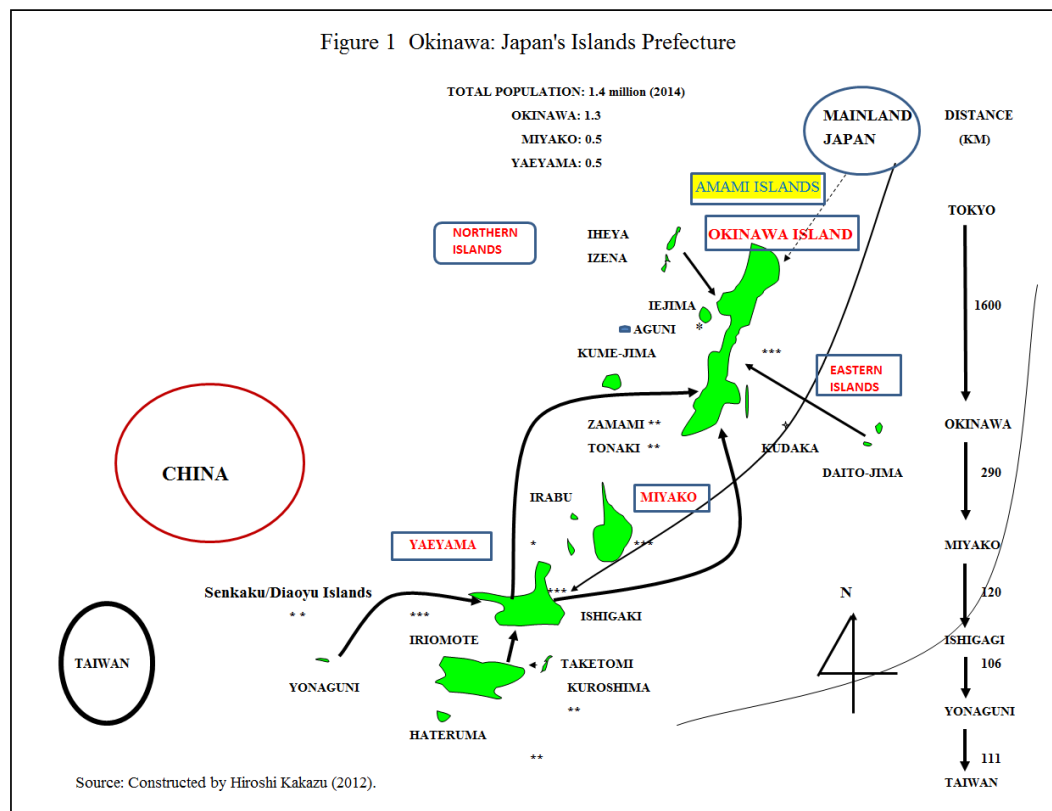 Figure 1 Okinawa: Japan's Islands Prefecture
TOTAL POPULATION: 1.4 million (2014)
OKINAWA: 1.3
MIYAKO: 0.5
YAEYAMA: 0.5
MAINLAND
JAPAN
DISTANCE
(KM)
AMAMI ISLANDS
TOKYO
NORTHERN
ISLANDS
IHEYA
IZENA
OKINAWA ISLAND
IEJIMA
1600
AGUNI *
KUME-JIMA
***
EASTERN
ISLANDS
ZAMAMI **
TONAKI **
KUDAKA
DAITO-JIMA
OKINAWA
CHINA
290
IRABU
MIYAKO
YAEYAMA
* ***
MIYAKO
Senkaku/Diaoyu Islands
***
N
120
* * ***
ISHIGAKI
IRIOMOTE
ISHIGAGI
TAIWAN
TAKETOMI
106
YONAGUNI
KUROSHIMA
**
YONAGUNI
HATERUMA
**
111
Source: Constructed by Hiroshi Kakazu (2012).
TAIWAN